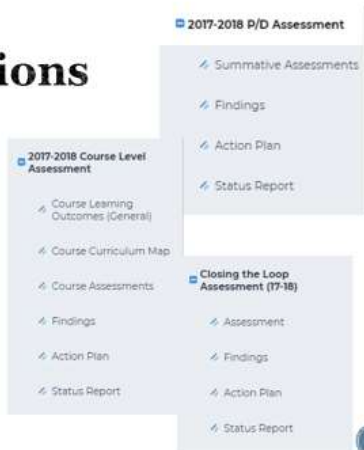 ions
2017-2018 P/D Assessment
Summative Assessments
Findings
Action Plan
Status Report
2017-2018 Course Level
Assessment
Course Learning
Outcomes (General)
Course Curriculum Map
Course Assessments
Findings
Action Plan
Status Report
Closing the Loop
Assessment (17-18)
Assessment
Findings
Action Plan
Status Report